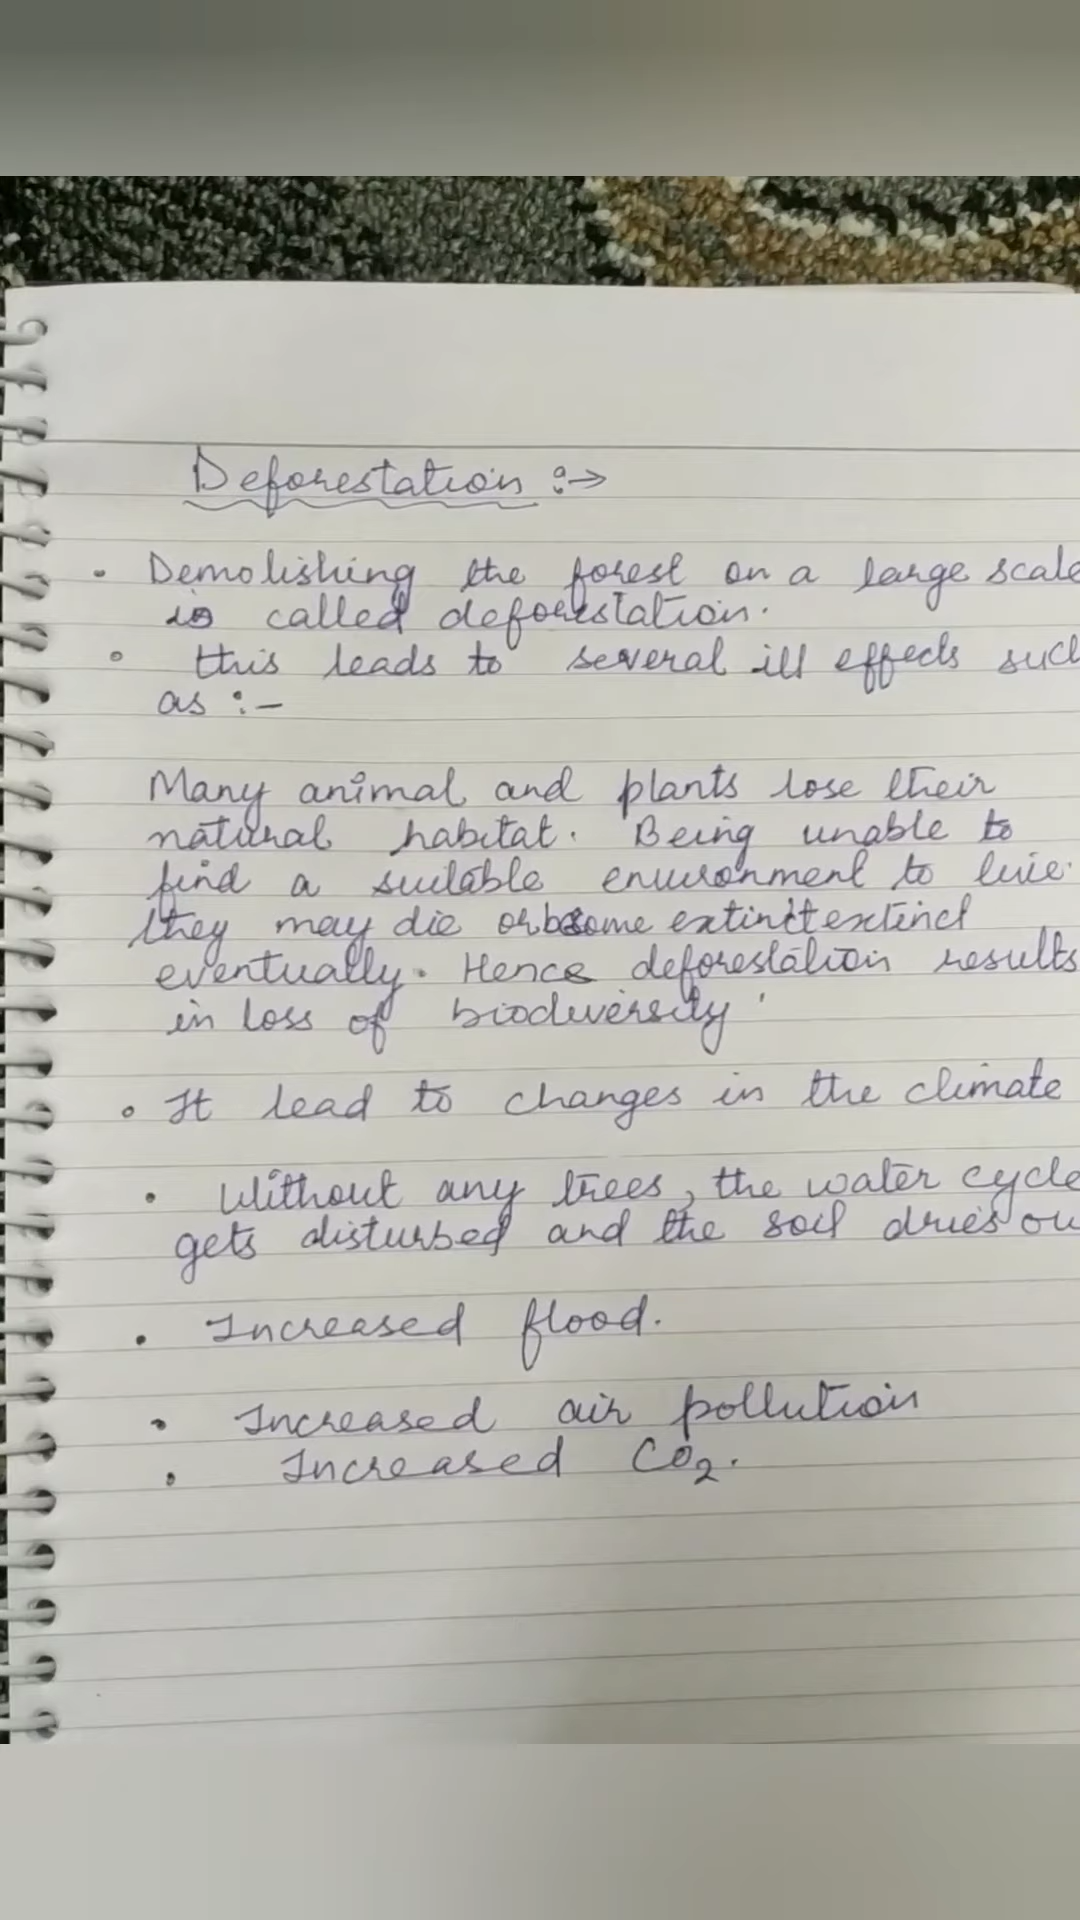 Deforestation :→
• Demolishing the forest on a large scale
is called deforestation.
• this leads to several ill effects such
as :-
Many animal and plants lose their
natural habitat. Being unable to
find a suitable environment to live.
they may die or become extinct extinct
eventually. Hence deforestation results
in loss of biodiversity
• It lead to changes in the climate
• Without any trees, the water cycle
gets disturbed and the soil dries ou
• Increased flood.
• Increased air pollution
• Increased CO2.